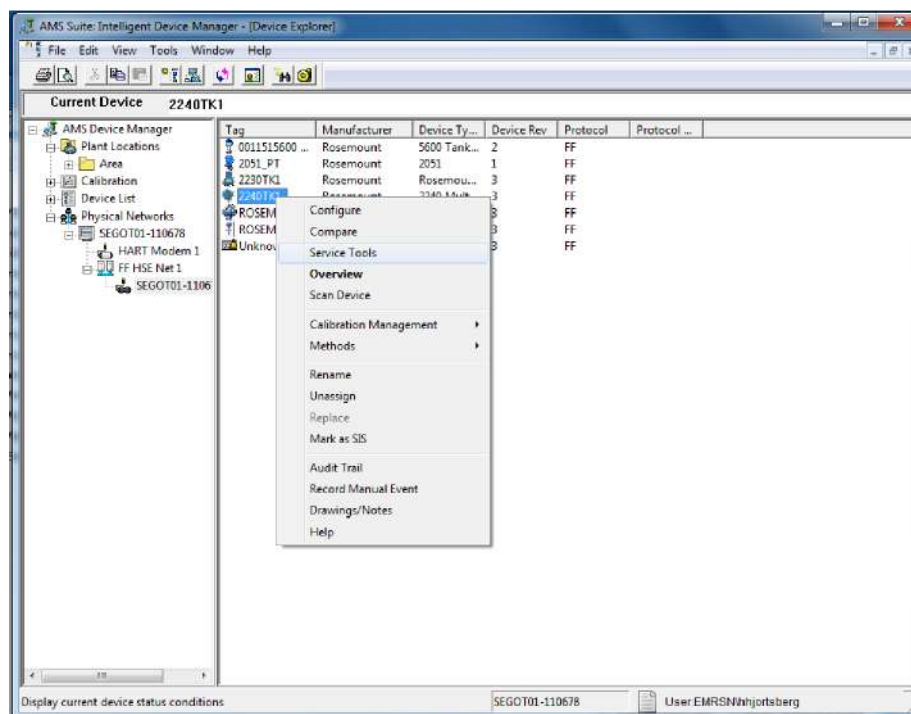 AMS Suite: Intelligent Device Manager - [Device Explorer]
File Edit View Tools Window Help
Current Device 2240TK1
AMS Device Manager
Plant Locations
Area
Calibration
Device List
Physical Networks
SEGOT01-110678
HART Modem 1
FF HSE Net 1
SEGOT01-1106
Tag Manufacturer Device Ty... Device Rev Protocol Protocol ...
0011515600 ... Rosemount 5600 Tank... 2 FF
2051_PT Rosemount 2051 1 FF
2230TK1 Rosemount Rosemou... 3 FF
2240TK1 Rosemount 2240 Mult... 3 FF
ROSEM 3 FF
ROSEM 3 FF
Unknov FF
Configure
Compare
Service Tools
Overview
Scan Device
Calibration Management
Methods
Rename
Unassign
Replace
Mark as SIS
Audit Trail
Record Manual Event
Drawings/Notes
Help
Display current device status conditions SEGOT01-110678 User:EMRSN\hhjortsberg